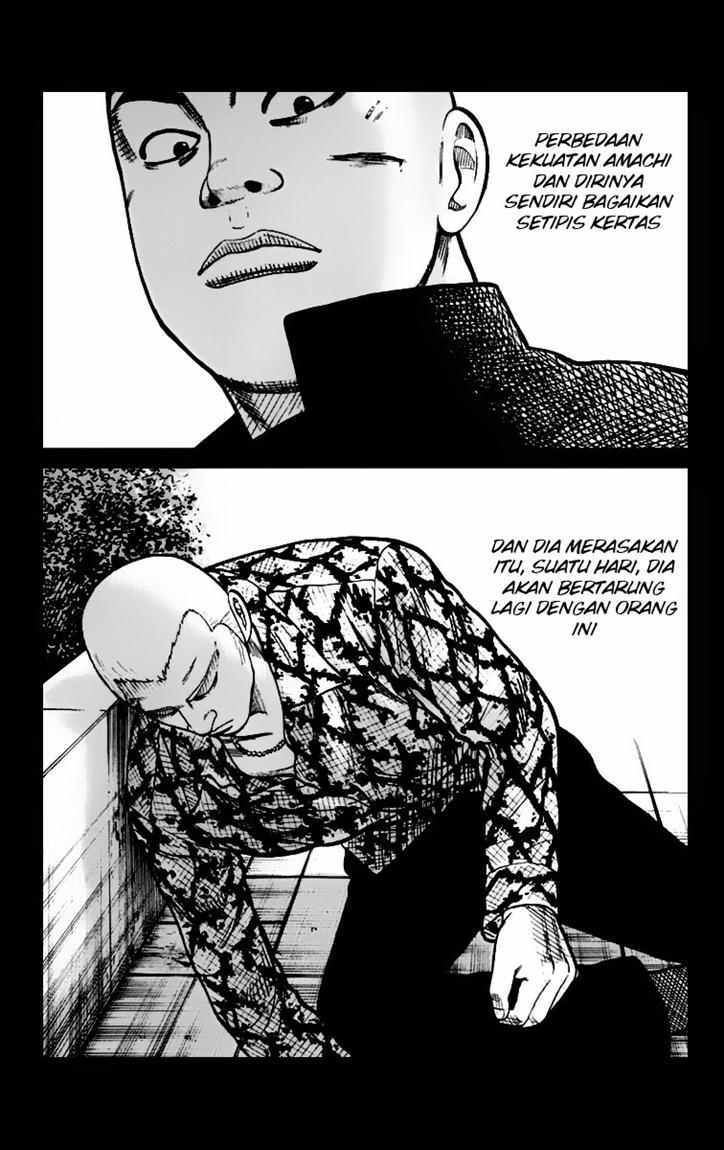 PERBEDAAN
KEKUATAN AMACHI
DAN DIRINYA
SENDIRI BAGAIKAN
SETIPIS KERTAS
DAN DIA MERASAKAN
ITU, SUATU HARI, DIA
AKAN BERTARUNG
LAGI DENGAN ORANG
INI